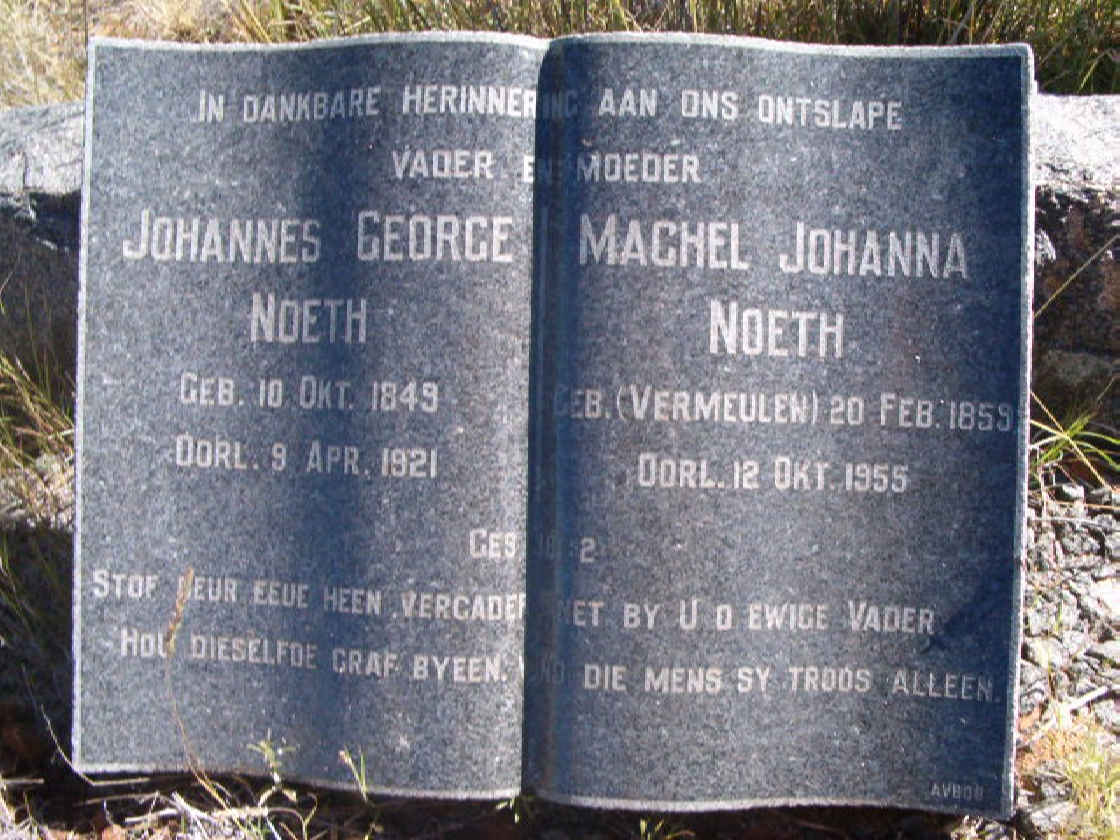 IN DANKBARE HERINNERING AAN ONS ONTSLAPE
VADER EN MOEDER
JOHANNES GEORGE
NOETH
GEB. 10 OKT. 1849
OORL. 9 APR. 1921
MACHEL JOHANNA
NOETH
GEB. (VERMEULEN) 20 FEB. 1859
OORL. 12 OKT. 1955
GES 2
STOF DEUR EEUE HEEN VERGADER NET BY U O EWIGE VADER
HOU DIESELFDE GRAF BYEEN. DIE MENS SY TROOS ALLEEN.
AVBOB